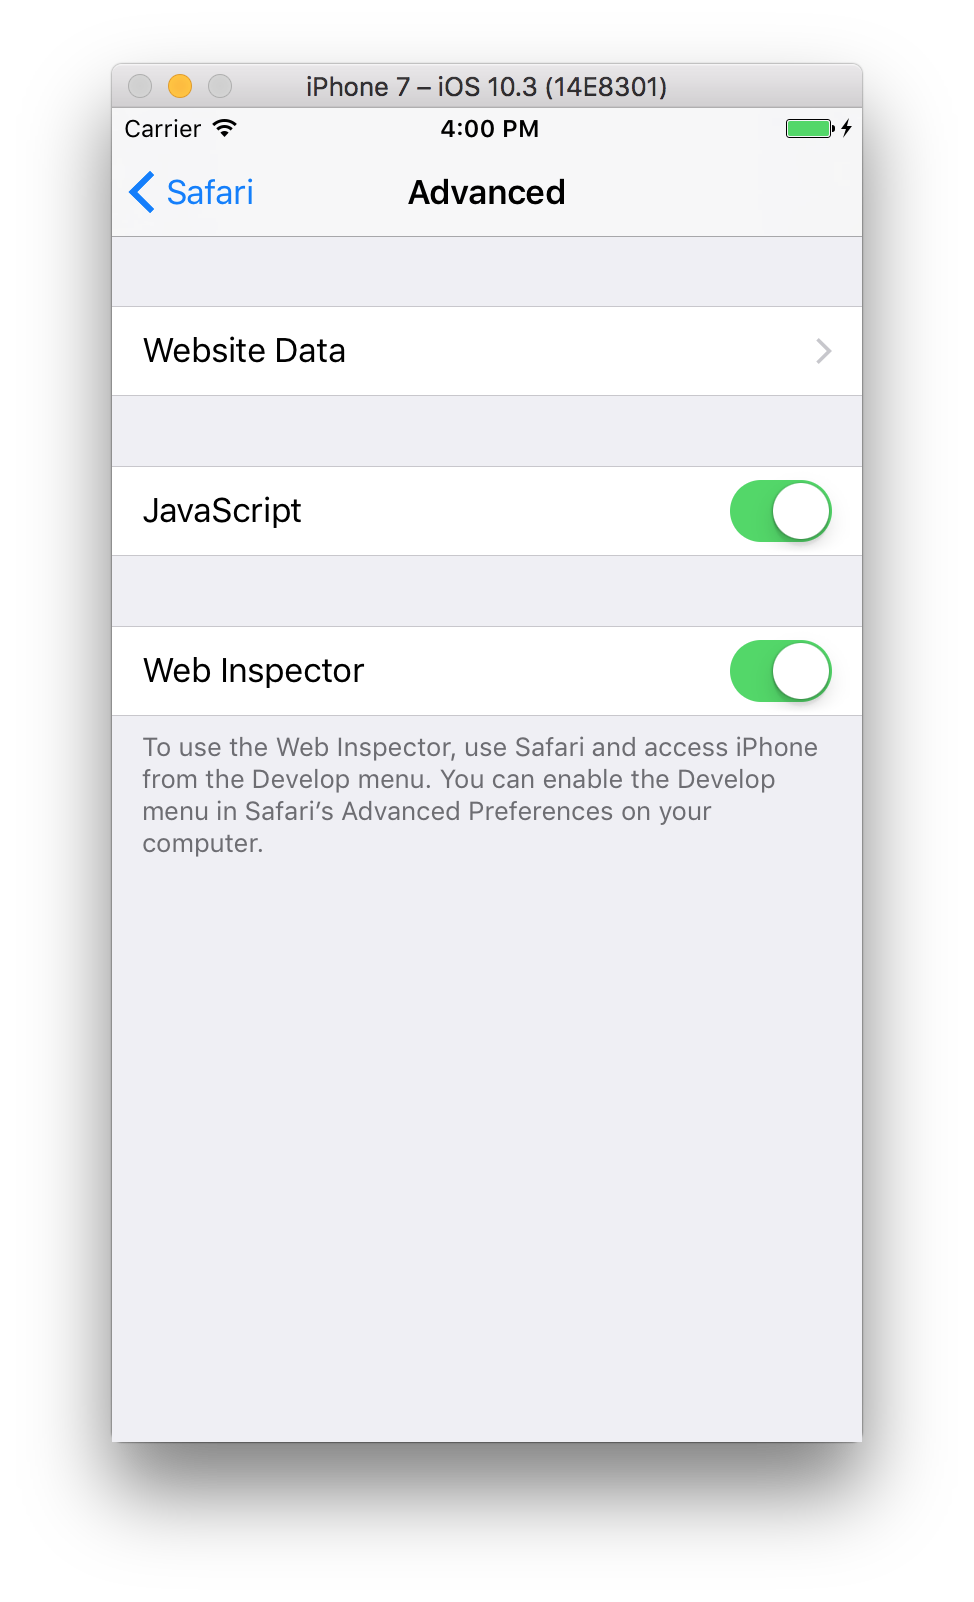 iPhone 7 – iOS 10.3 (14E8301)
Carrier 4:00 PM
Safari Advanced
Website Data
JavaScript
Web Inspector
To use the Web Inspector, use Safari and access iPhone
from the Develop menu. You can enable the Develop
menu in Safari’s Advanced Preferences on your
computer.